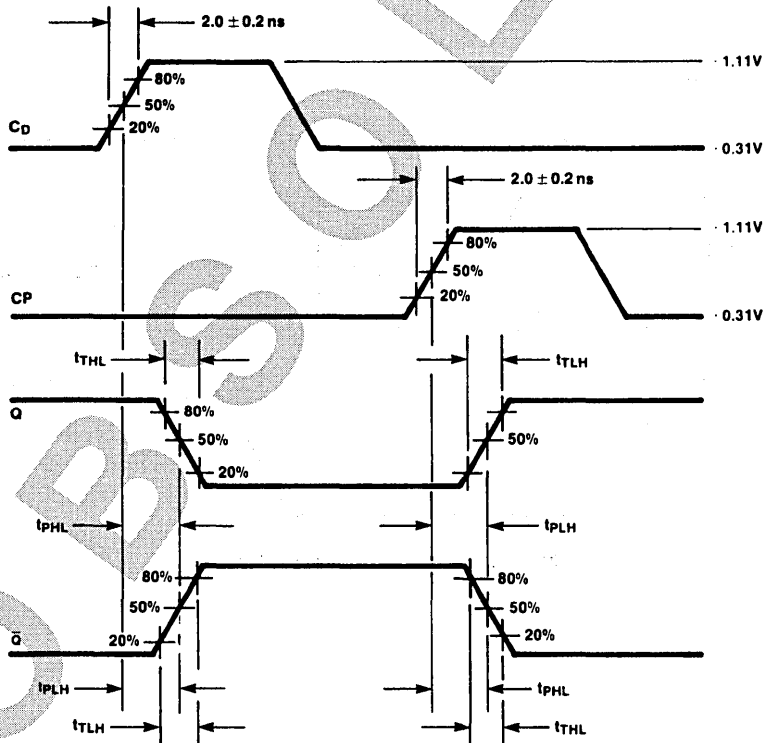 2.0 ± 0.2 ns
1.11V
80%
50%
20%
CD
0.31V
2.0 ± 0.2 ns
1.11V
80%
50%
20%
CP
0.31V
tTHL
tTLH
Q
80%
50%
50%
20%
tPHL
tPLH
80%
80%
50%
50%
20%
20%
Q̄
tPLH
tPHL
tTLH
tTHL
OBSOL